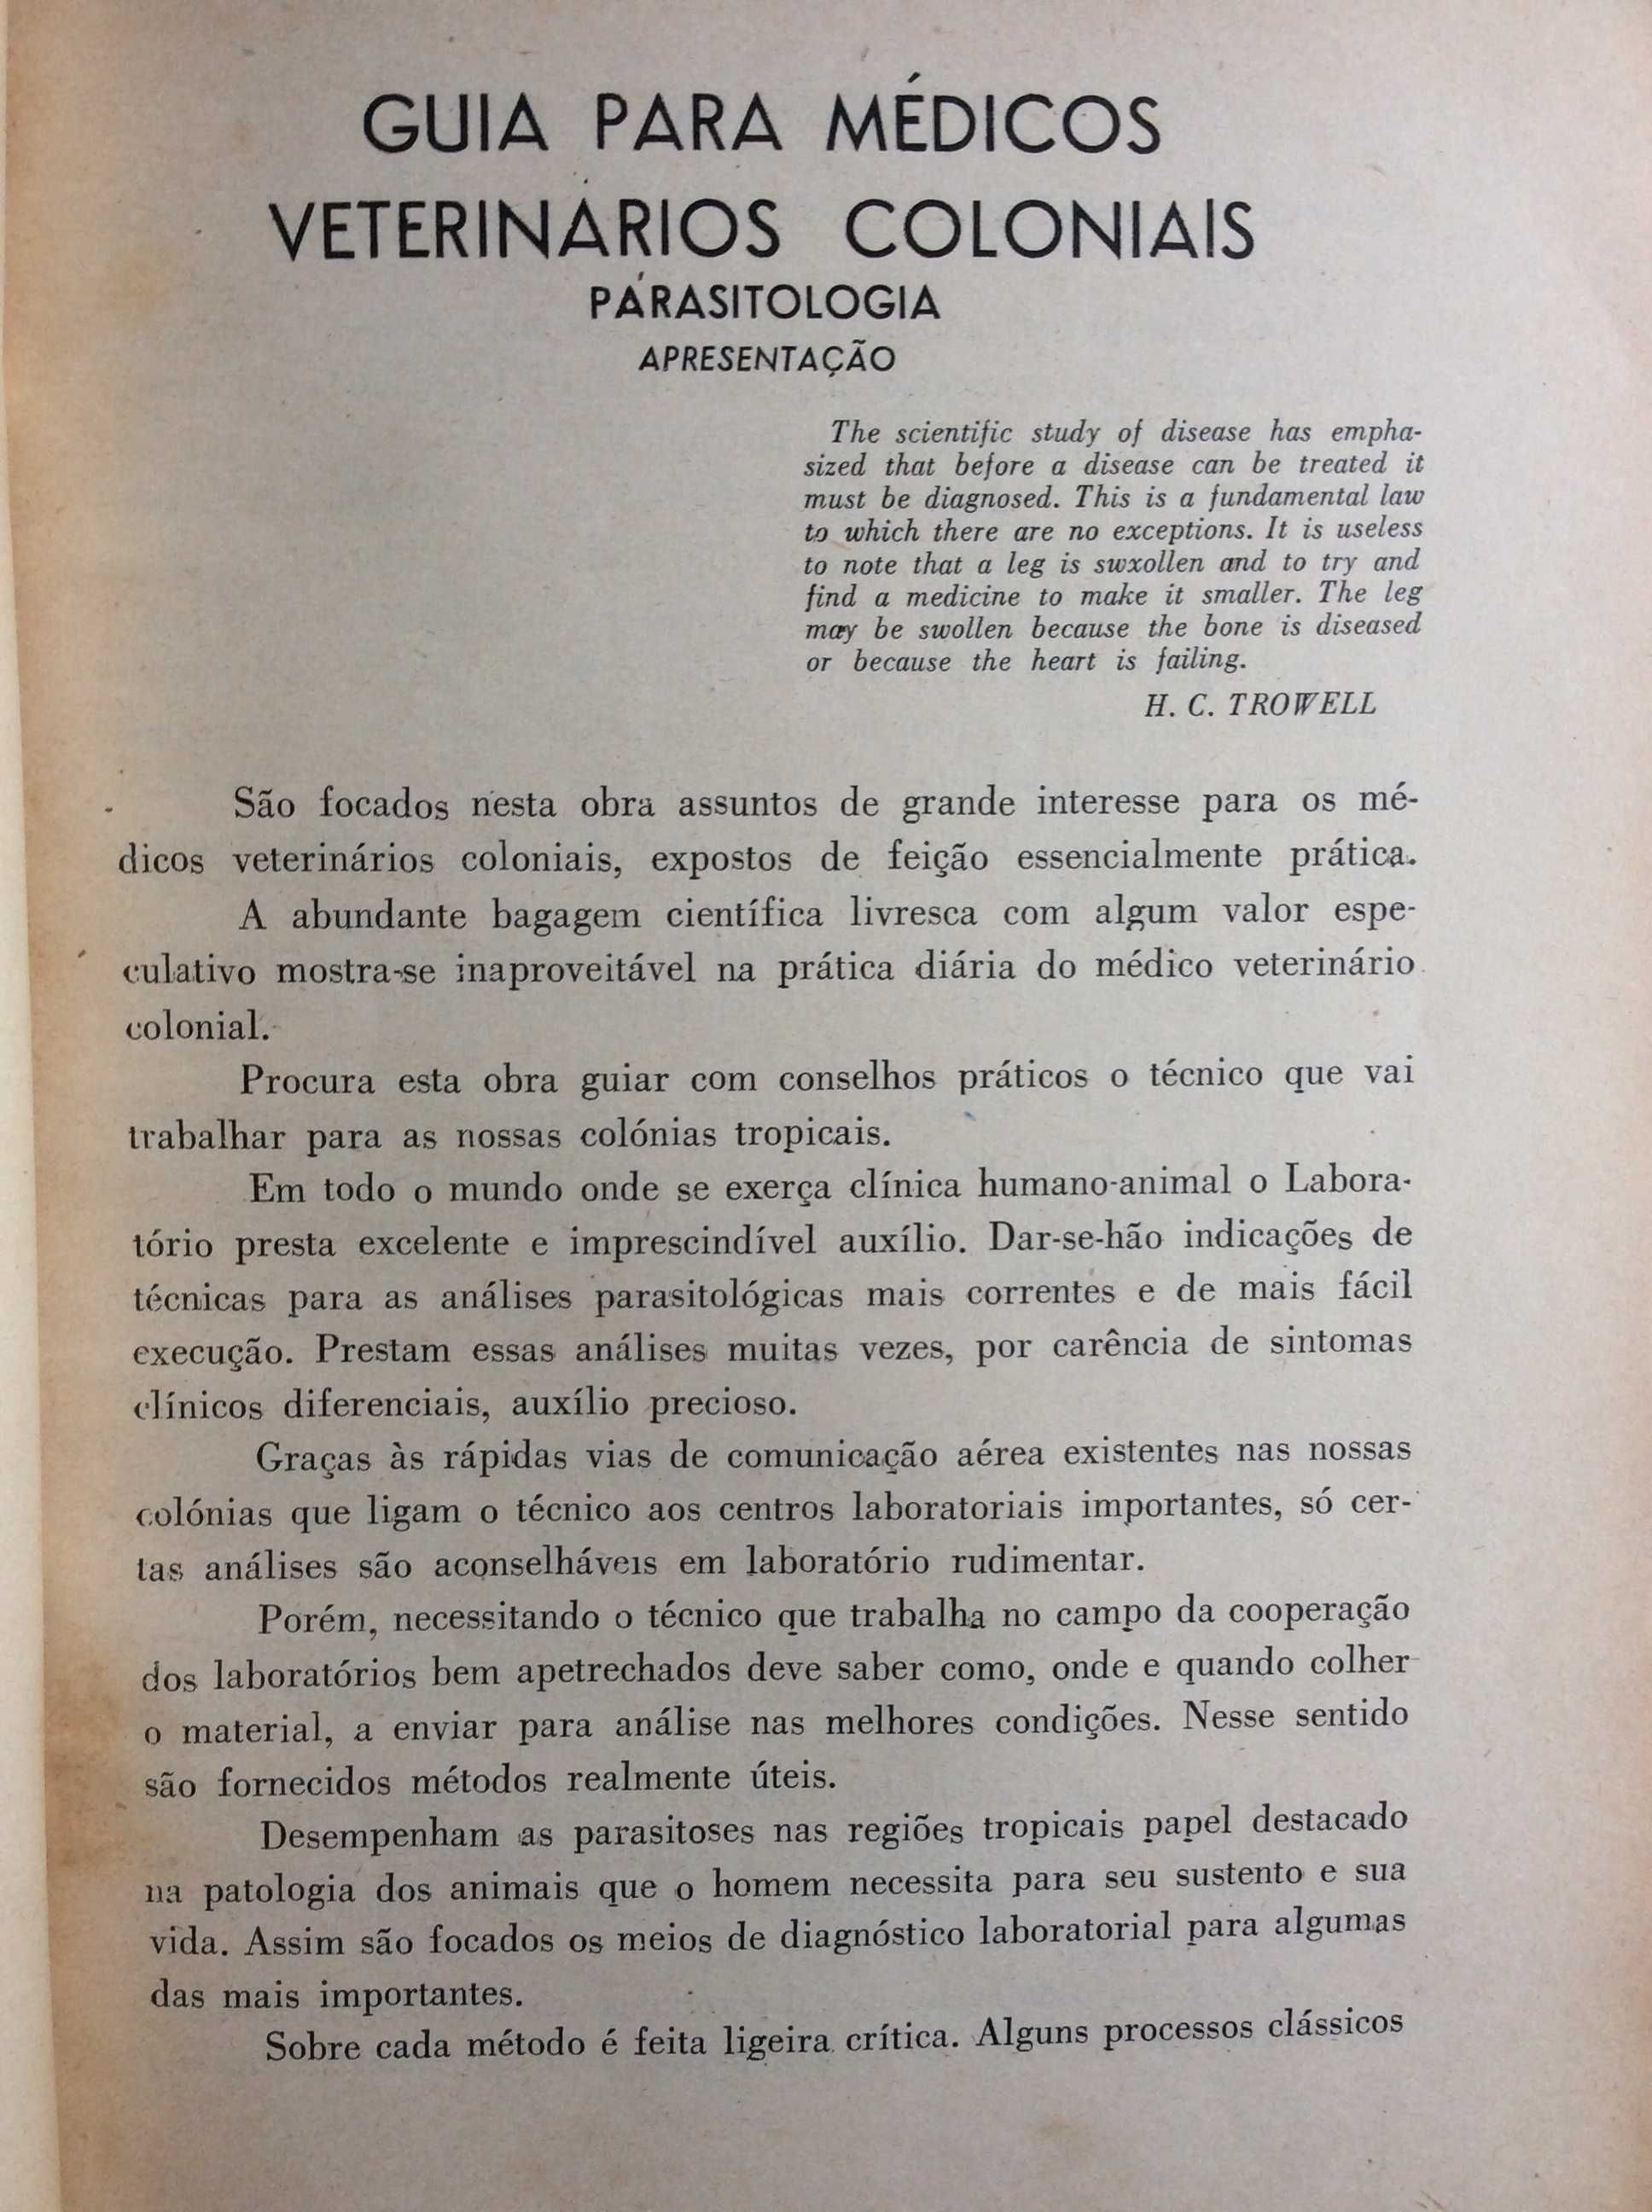 GUIA PARA MÉDICOS
VETERINÁRIOS COLONIAIS
PARASITOLOGIA
APRESENTAÇÃO
The scientific study of disease has empha-
sized that before a disease can be treated it
must be diagnosed. This is a fundamental law
to which there are no exceptions. It is useless
to note that a leg is swxollen and to try and
find a medicine to make it smaller. The leg
may be swollen because the bone is diseased
or because the heart is failing.
H. C. TROWELL
São focados nesta obra assuntos de grande interesse para os mé-
dicos veterinários coloniais, expostos de feição essencialmente prática.
A abundante bagagem científica livresca com algum valor espe-
culativo mostra-se inaproveitável na prática diária do médico veterinário
colonial.
Procura esta obra guiar com conselhos práticos o técnico que vai
trabalhar para as nossas colónias tropicais.
Em todo o mundo onde se exerça clínica humano-animal o Labora-
tório presta excelente e imprescindível auxílio. Dar-se-hão indicações de
técnicas para as análises parasitológicas mais correntes e de mais fácil
execução. Prestam essas análises muitas vezes, por carência de sintomas
clínicos diferenciais, auxílio precioso.
Graças às rápidas vias de comunicação aérea existentes nas nossas
colónias que ligam o técnico aos centros laboratoriais importantes, só cer-
tas análises são aconselháveis em laboratório rudimentar.
Porém, necessitando o técnico que trabalha no campo da cooperação
dos laboratórios bem apetrechados deve saber como, onde e quando colher
o material, a enviar para análise nas melhores condições. Nesse sentido
são fornecidos métodos realmente úteis.
Desempenham as parasitoses nas regiões tropicais papel destacado
na patologia dos animais que o homem necessita para seu sustento e sua
vida. Assim são focados os meios de diagnóstico laboratorial para algumas
das mais importantes.
Sobre cada método é feita ligeira crítica. Alguns processos clássicos